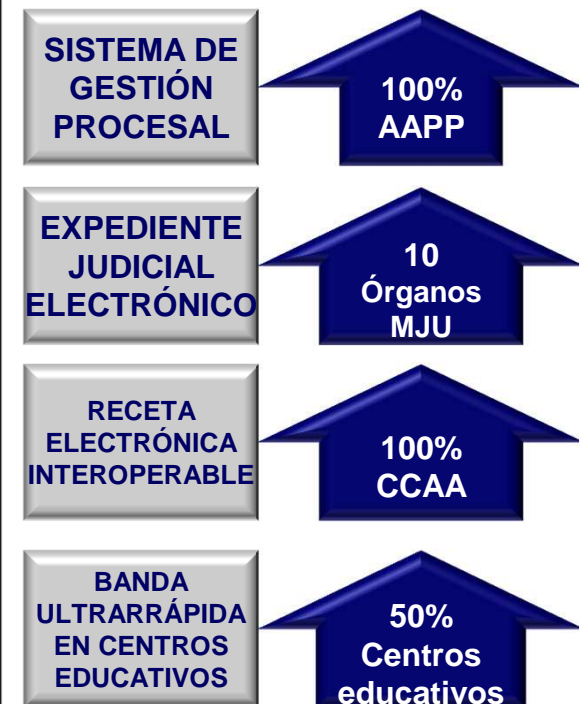 SISTEMA DE
GESTIÓN
PROCESAL
100%
AAPP
EXPEDIENTE
JUDICIAL
ELECTRÓNICO
10
Órganos
MJU
RECETA
ELECTRÓNICA
INTEROPERABLE
100%
CCAA
BANDA
ULTRARRÁPIDA
EN CENTROS
EDUCATIVOS
50%
Centros
educativos